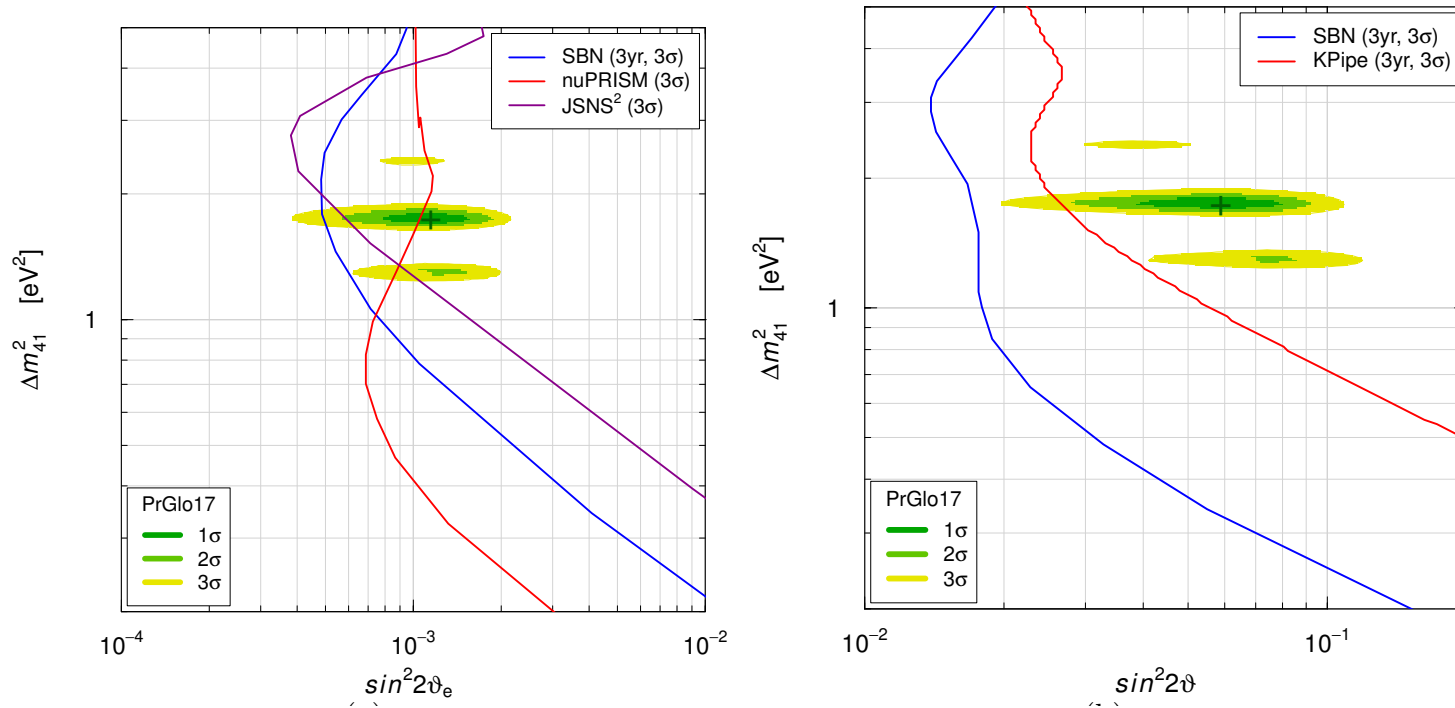 SBN (3yr, 3σ)
nuPRISM (3σ)
JSNS² (3σ)
Δm²₄₁ [eV²]
1
PrGlo17
1σ
2σ
3σ
10⁻⁴
10⁻³
10⁻²
sin²2ϑₑ
SBN (3yr, 3σ)
KPipe (3yr, 3σ)
Δm²₄₁ [eV²]
1
PrGlo17
1σ
2σ
3σ
10⁻²
10⁻¹
sin²2ϑ